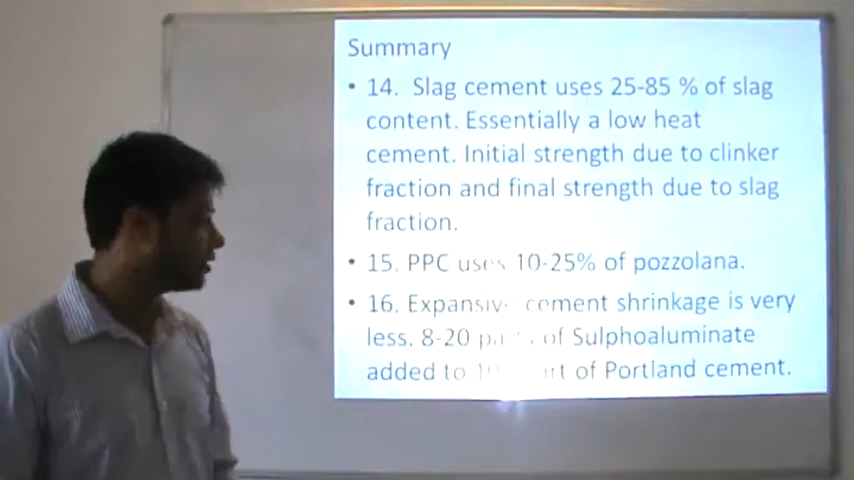 Summary
• 14. Slag cement uses 25-85 % of slag
content. Essentially a low heat
cement. Initial strength due to clinker
fraction and final strength due to slag
fraction.
• 15. PPC uses 10-25% of pozzolana.
• 16. Expansive cement shrinkage is very
less. 8-20 parts of Sulphoaluminate
added to of Portland cement.